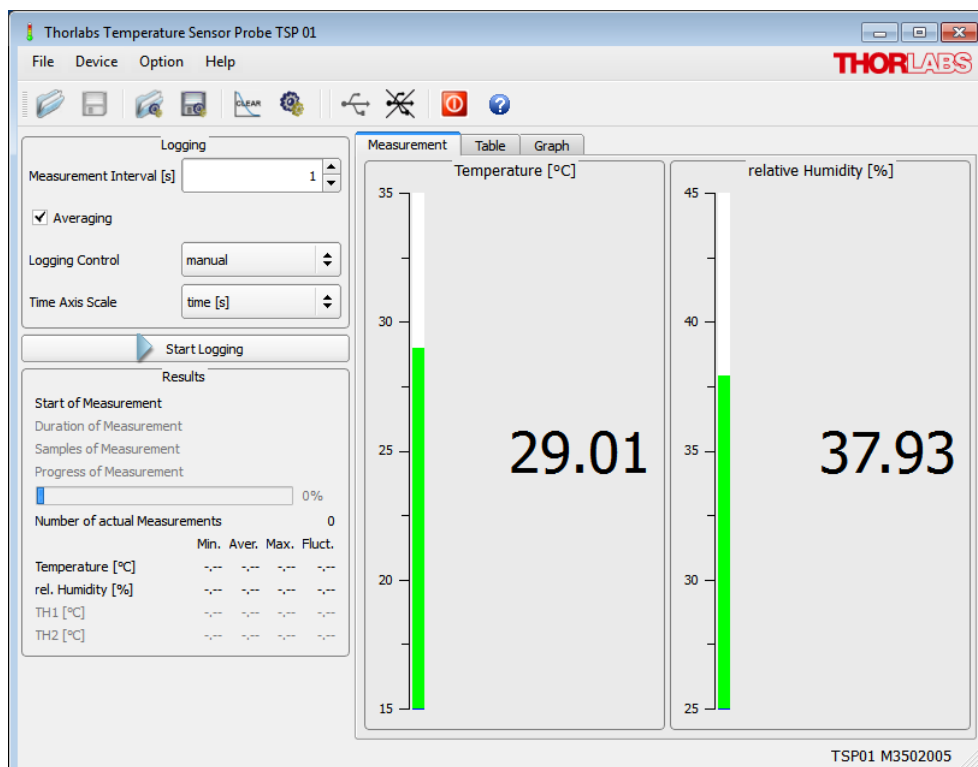 Thorlabs Temperature Sensor Probe TSP 01
File Device Option Help
THORLABS
CLEAR
Logging
Measurement Interval [s] 1
Averaging
Logging Control manual
Time Axis Scale time [s]
Start Logging
Results
Start of Measurement
Duration of Measurement
Samples of Measurement
Progress of Measurement
0%
Number of actual Measurements 0
Min. Aver. Max. Fluct.
Temperature [ºC] -,-- -,-- -,-- -,--
rel. Humidity [%] -,-- -,-- -,-- -,--
TH1 [ºC] -,-- -,-- -,-- -,--
TH2 [ºC] -,-- -,-- -,-- -,--
Measurement Table Graph
Temperature [ºC]
35
30
25
20
15
29.01
relative Humidity [%]
45
40
35
30
25
37.93
TSP01 M3502005